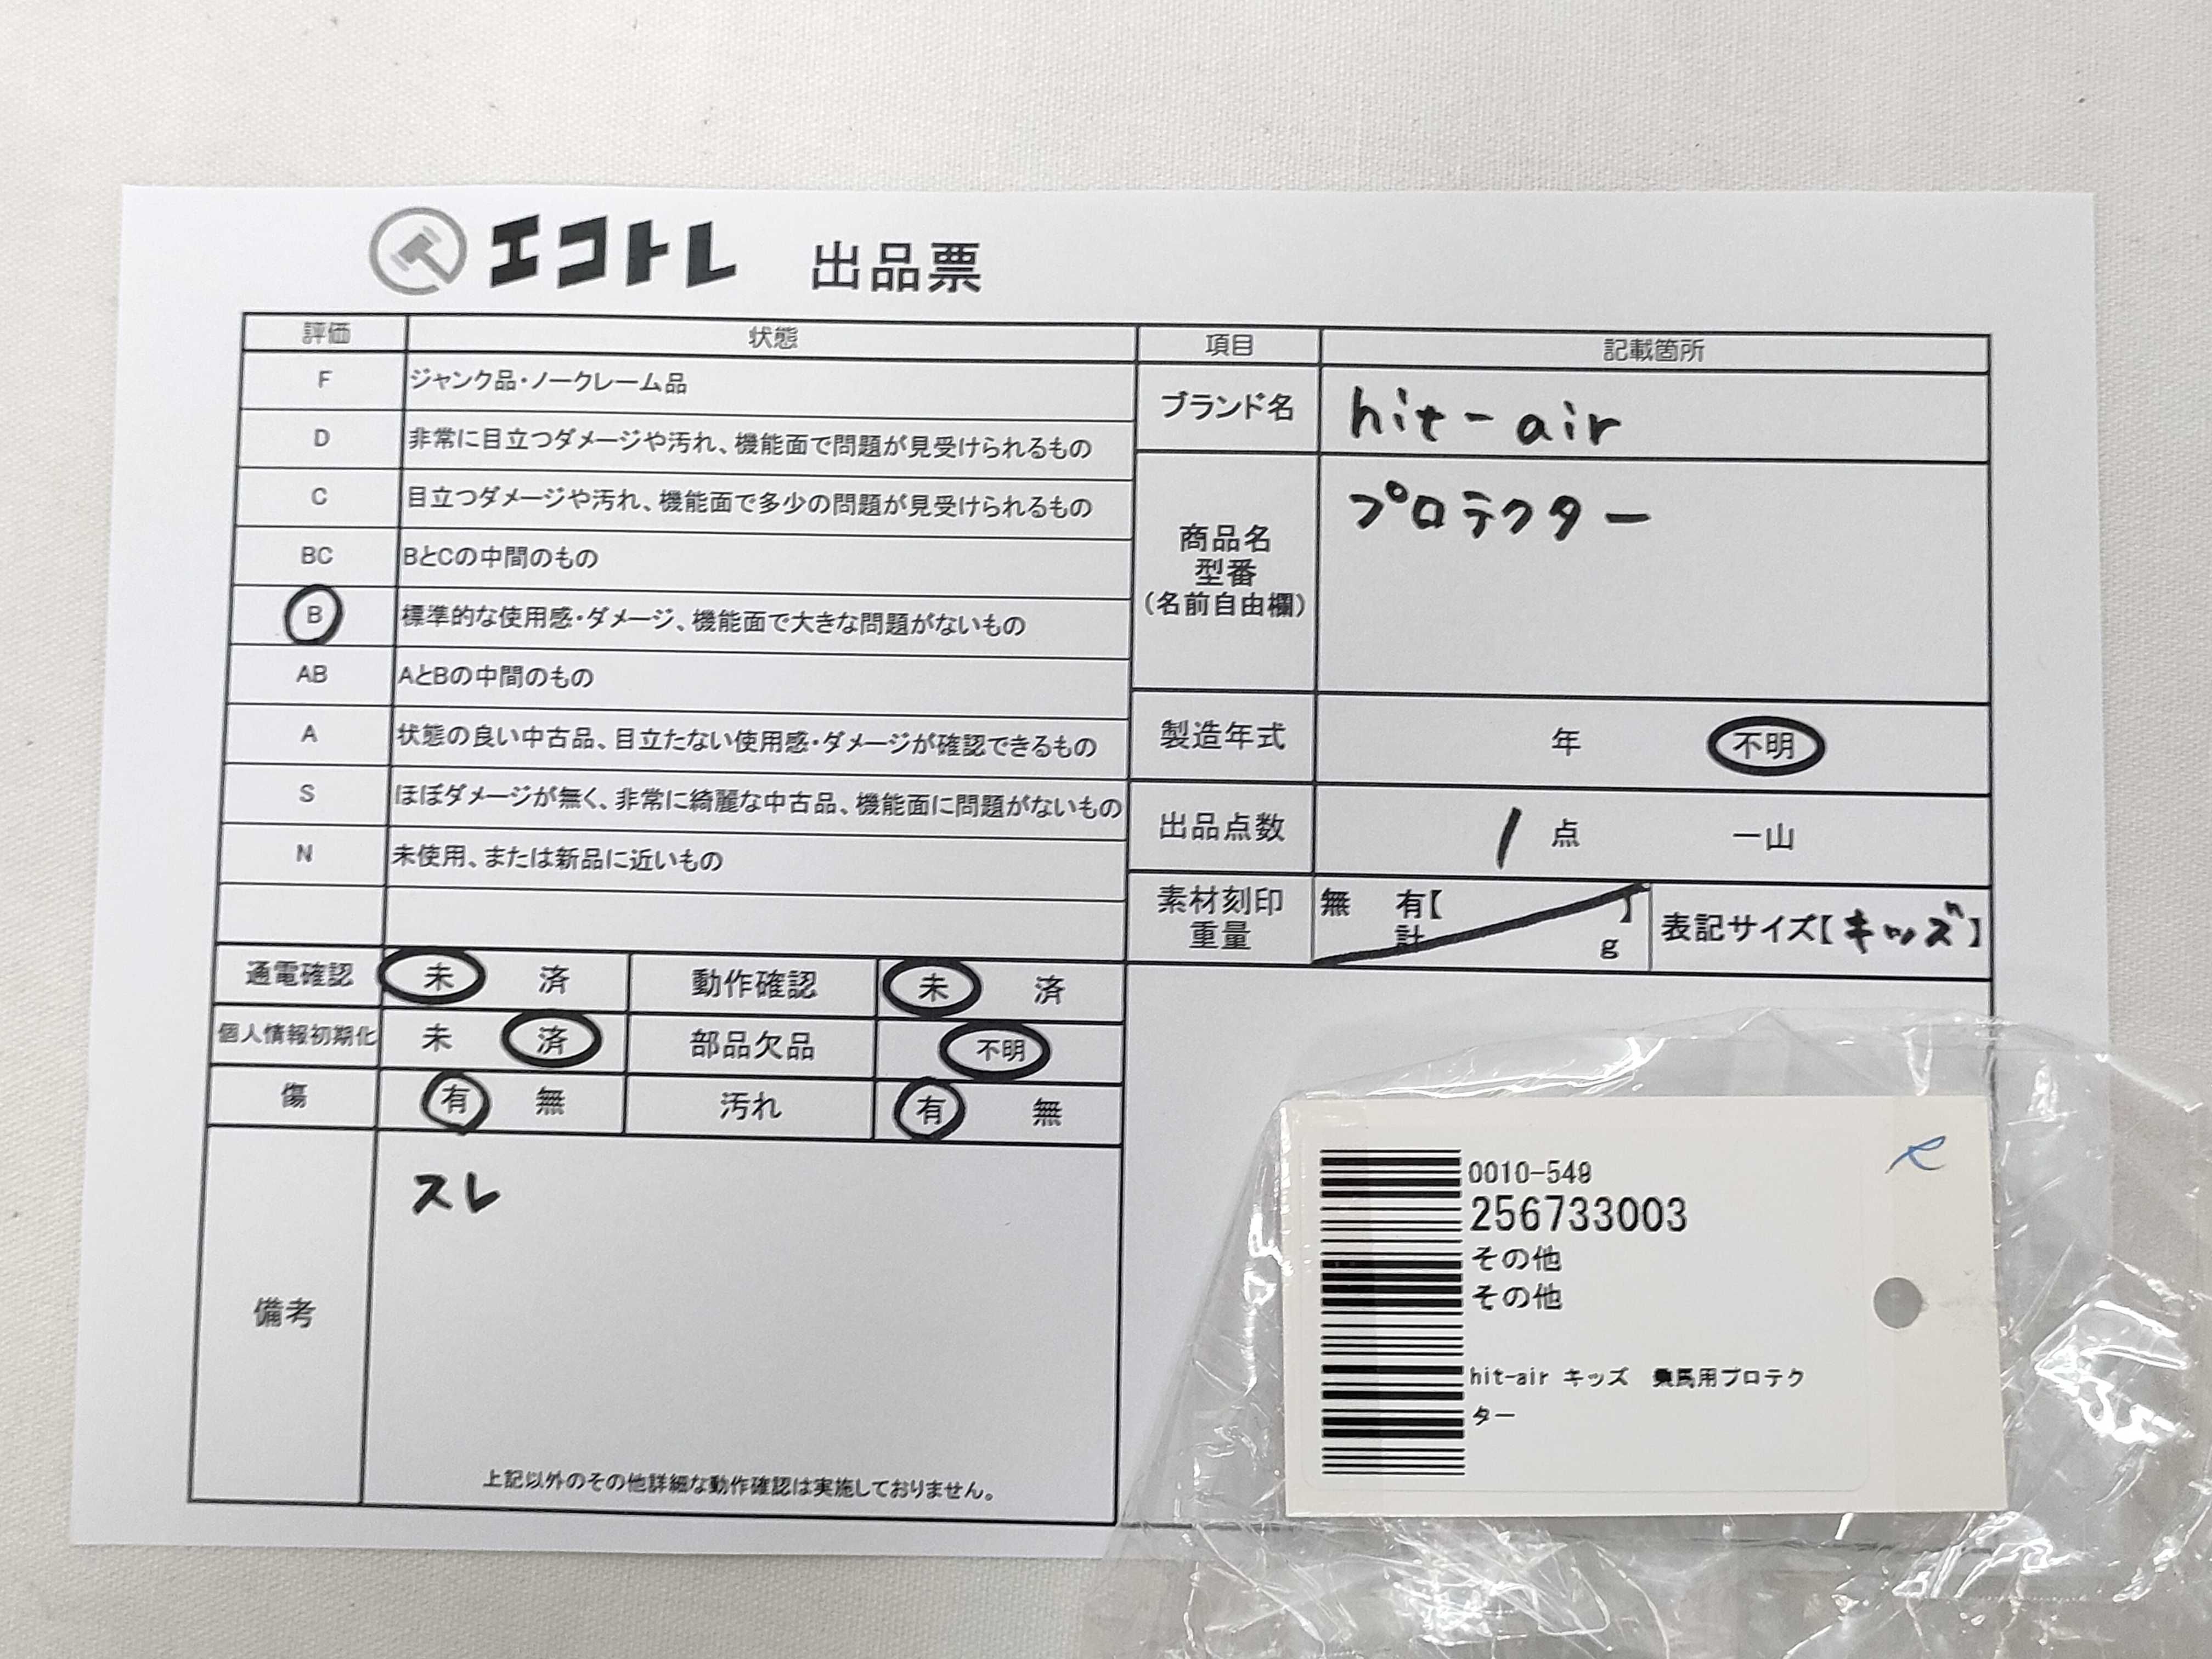 エコトレ 出品票
評価 状態 項目 記載箇所
F ジャンク品・ノークレーム品
D 非常に目立つダメージや汚れ、機能面で問題が見受けられるもの
C 目立つダメージや汚れ、機能面で多少の問題が見受けられるもの
BC BとCの中間のもの
B 標準的な使用感・ダメージ、機能面で大きな問題がないもの
AB AとBの中間のもの
A 状態の良い中古品、目立たない使用感・ダメージが確認できるもの
S ほぼダメージが無く、非常に綺麗な中古品、機能面に問題がないもの
N 未使用、または新品に近いもの
ブランド名 hit-air
商品名 プロテクター
型番
(名前自由欄)
製造年式 年 不明
出品点数 1 点 一山
素材刻印 無 有【 】
重量 計 g
表記サイズ【キッズ】
通電確認 未 済 動作確認 未 済
個人情報初期化 未 済 部品欠品 不明
傷 有 無 汚れ 有 無
備考 スレ
上記以外のその他詳細な動作確認は実施しておりません。
0010-549
256733003
その他
その他
hit-air キッズ 乗馬用プロテク
ター